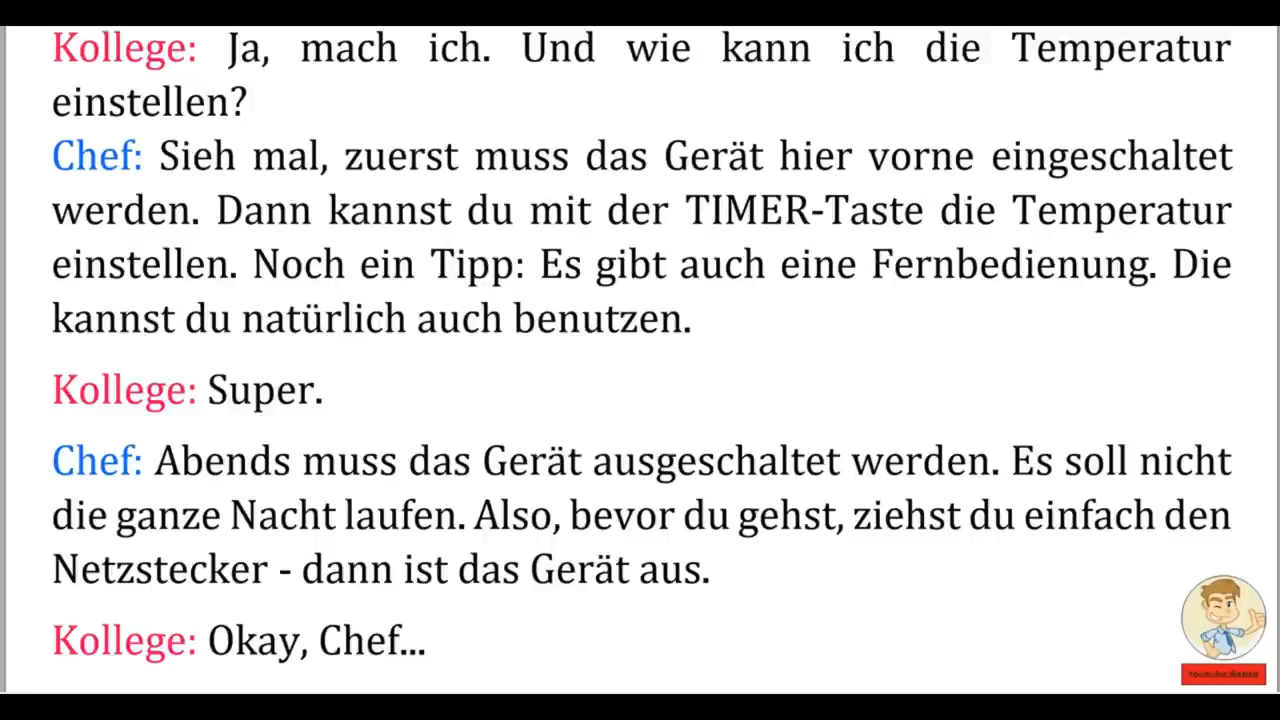 Kollege: Ja, mach ich. Und wie kann ich die Temperatur
einstellen?
Chef: Sieh mal, zuerst muss das Gerät hier vorne eingeschaltet
werden. Dann kannst du mit der TIMER-Taste die Temperatur
einstellen. Noch ein Tipp: Es gibt auch eine Fernbedienung. Die
kannst du natürlich auch benutzen.
Kollege: Super.
Chef: Abends muss das Gerät ausgeschaltet werden. Es soll nicht
die ganze Nacht laufen. Also, bevor du gehst, ziehst du einfach den
Netzstecker - dann ist das Gerät aus.
Kollege: Okay, Chef...